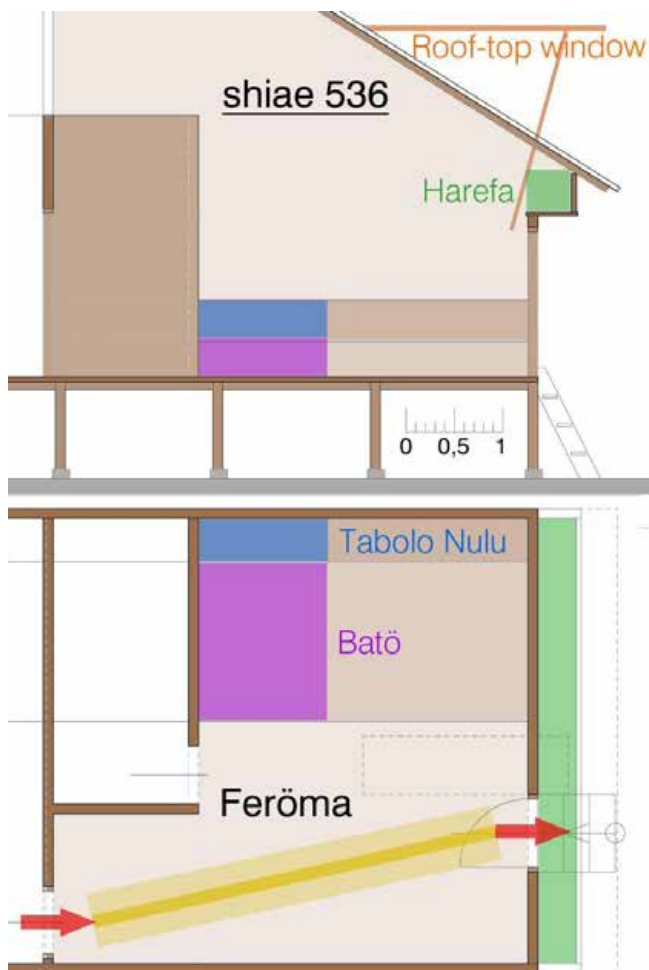 Roof-top window
shiae 536
Harefa
0 0,5 1
Tabolo Nulu
Batö
Feröma